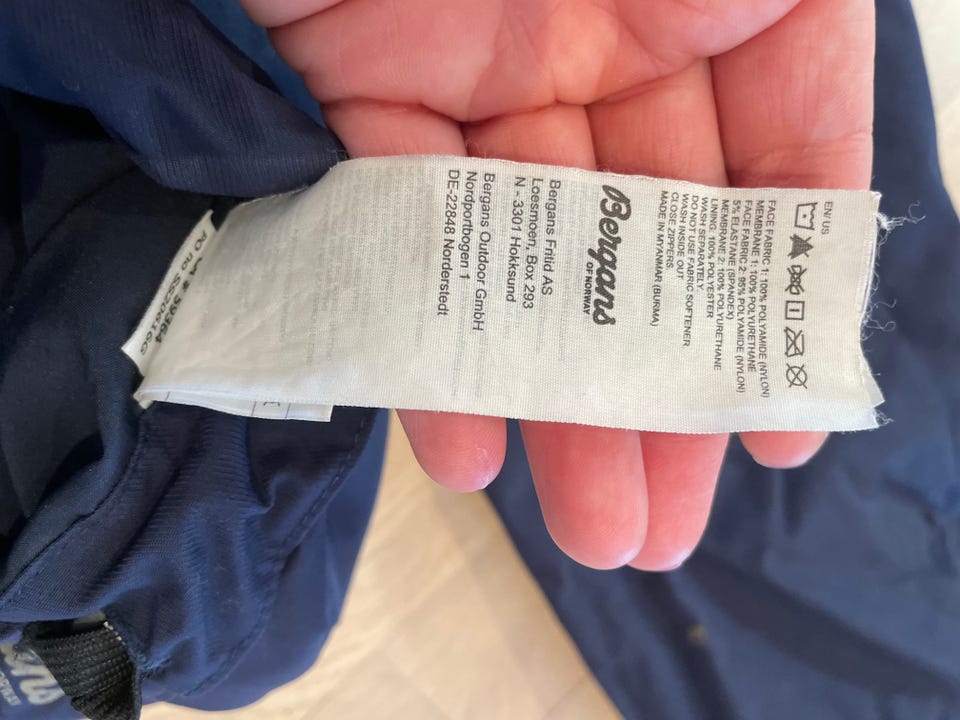 EN/ US
FACE FABRIC 1: 100% POLYAMIDE (NYLON)
MEMBRANE 1: 100% POLYURETHANE
FACE FABRIC 2: 95% POLYAMIDE (NYLON)
5% ELASTANE (SPANDEX)
MEMBRANE 2: 100% POLYURETHANE
LINING: 100% POLYESTER
WASH SEPARATELY.
DO NOT USE FABRIC SOFTENER
WASH INSIDE OUT
CLOSE ZIPPERS.
MADE IN MYANMAR (BURMA)
Bergans
OF NORWAY
Bergans Fritid AS
Loesmoen, Box 293
N - 3301 Hokksund
Bergans Outdoor GmbH
Nordportbogen 1
DE-22848 Norderstedt
PO no